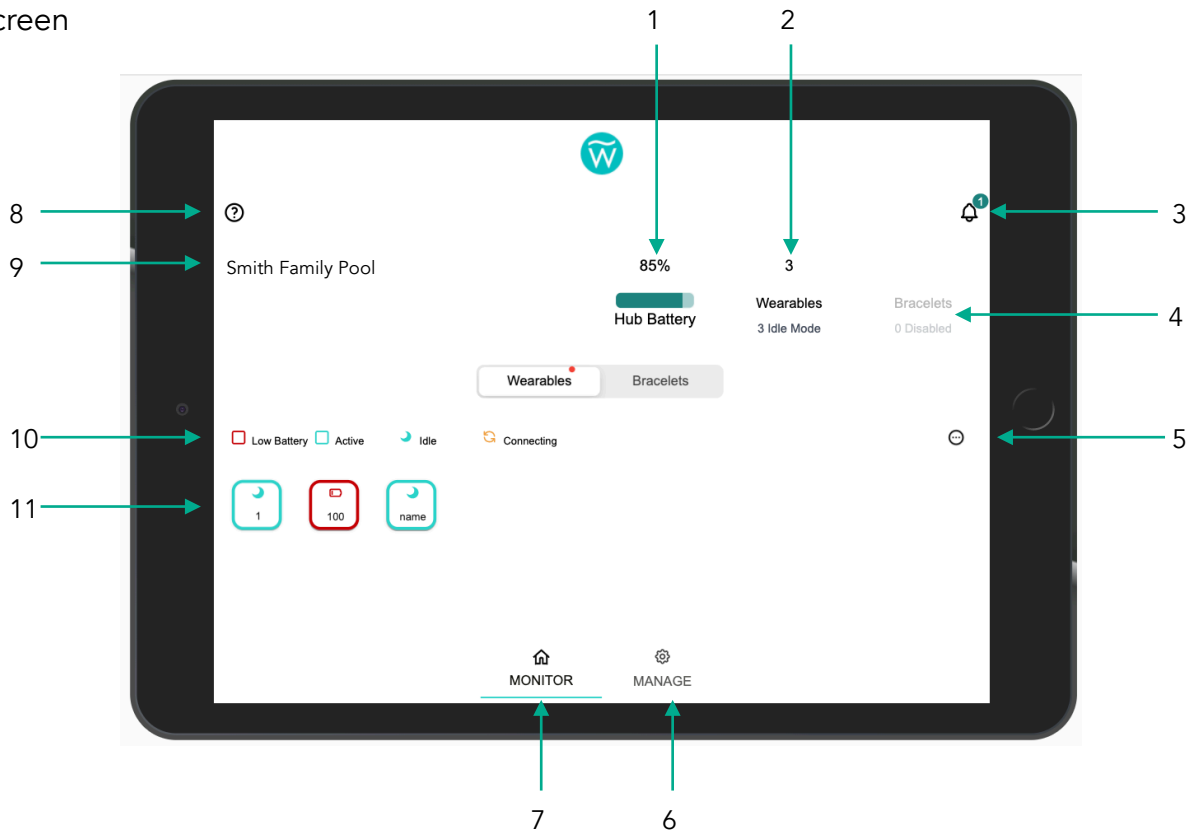 creen
1 2
W
8
1
3
9
Smith Family Pool
85%
3
Hub Battery
Wearables
3 Idle Mode
Bracelets
0 Disabled
4
Wearables Bracelets
10
Low Battery Active Idle Connecting
5
11
1 100 name
MONITOR MANAGE
7 6